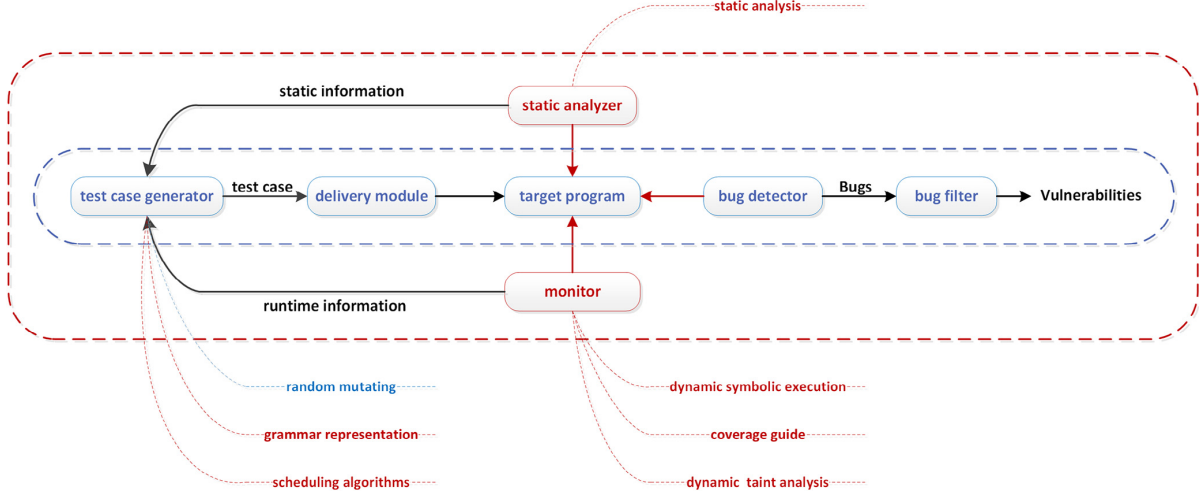 static analysis
static information
static analyzer
test case generator
test case
delivery module
target program
bug detector
Bugs
bug filter
Vulnerabilities
runtime information
monitor
random mutating
dynamic symbolic execution
grammar representation
coverage guide
scheduling algorithms
dynamic taint analysis